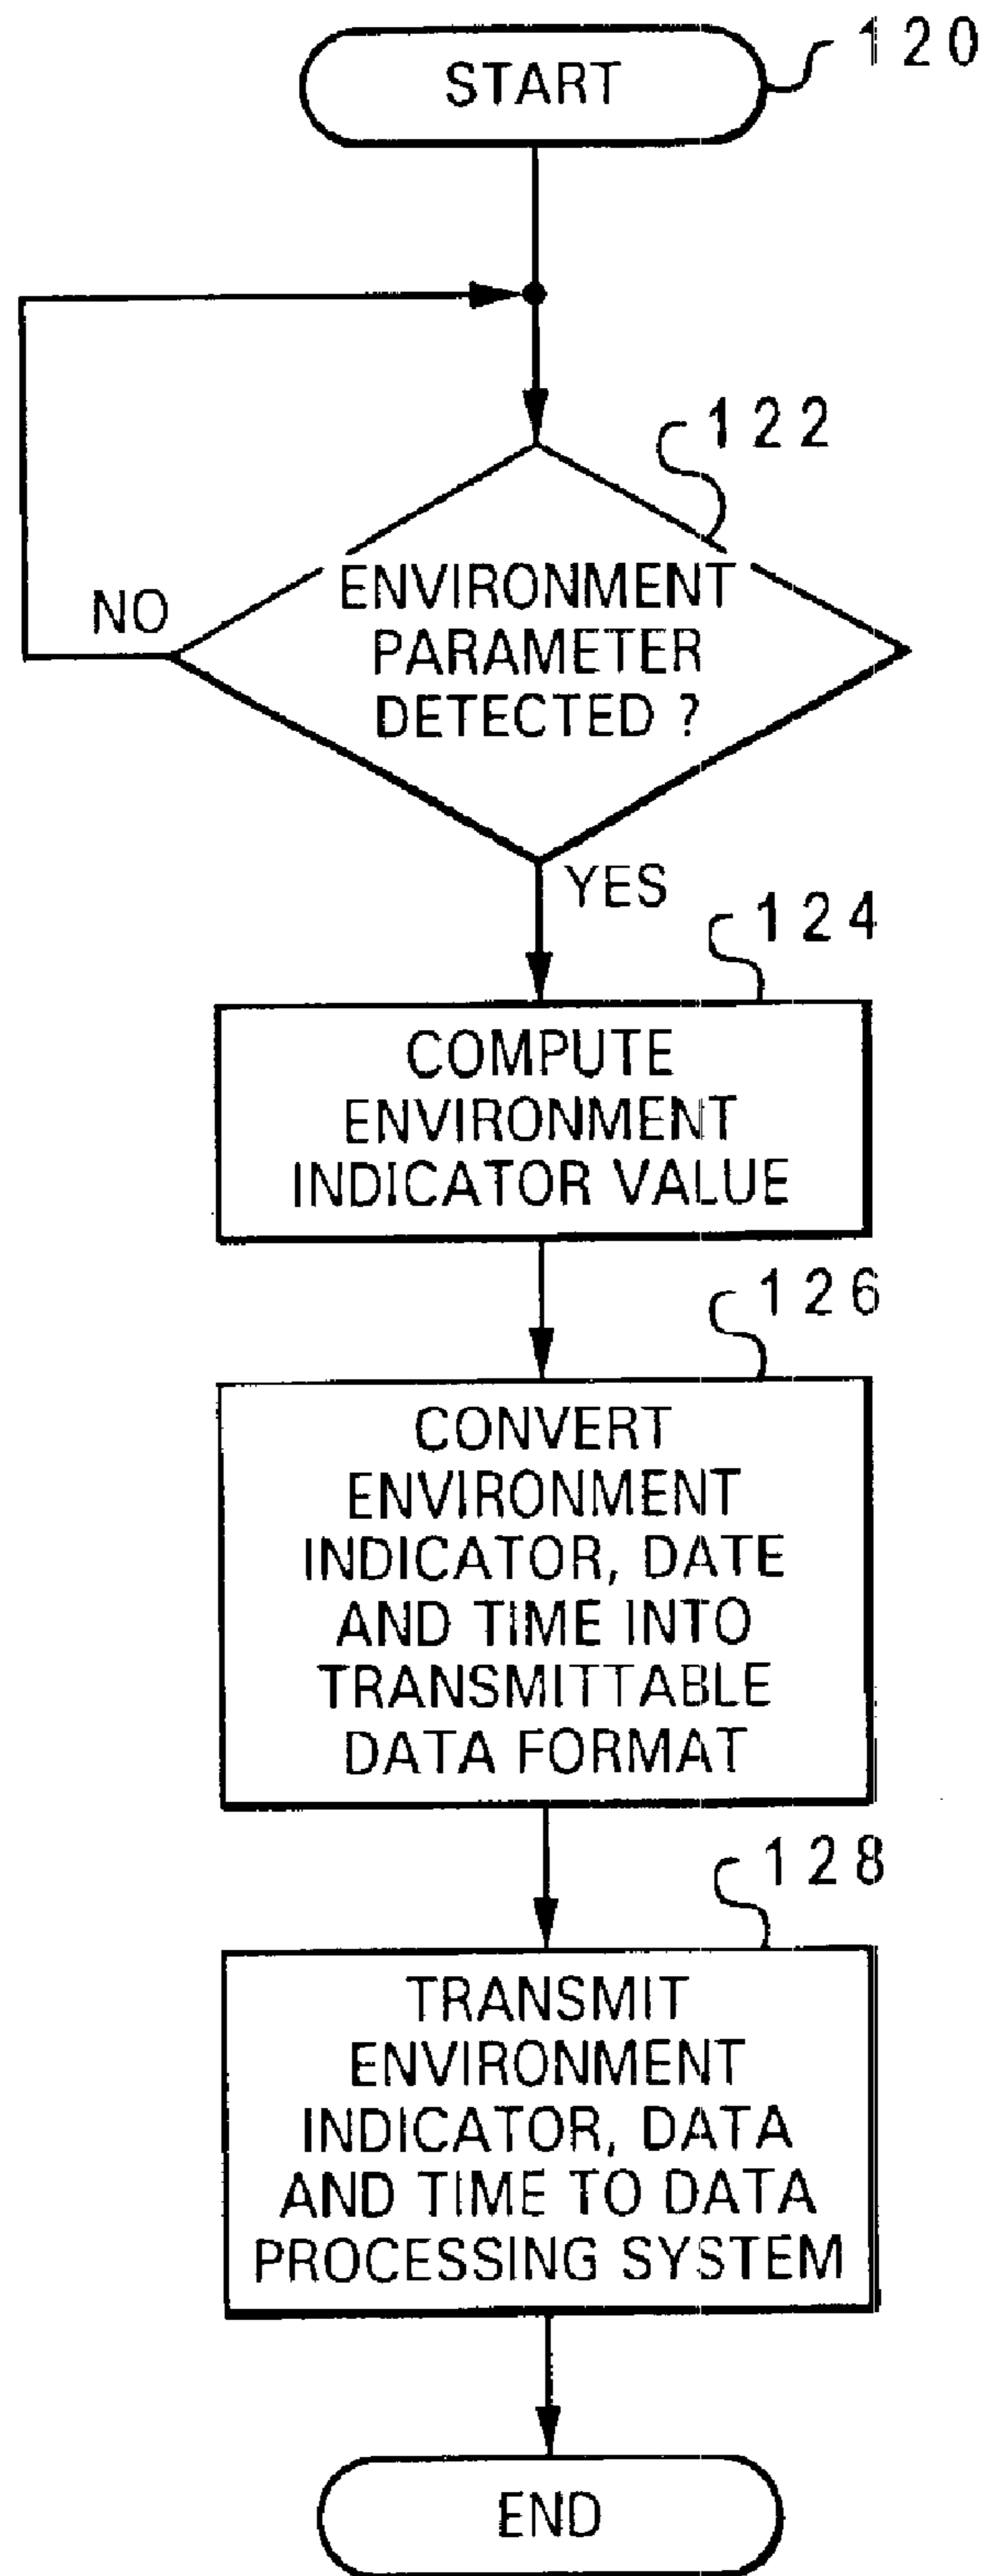 START
120
122
ENVIRONMENT
PARAMETER
DETECTED ?
NO
YES
124
COMPUTE
ENVIRONMENT
INDICATOR VALUE
126
CONVERT
ENVIRONMENT
INDICATOR, DATE
AND TIME INTO
TRANSMITTABLE
DATA FORMAT
128
TRANSMIT
ENVIRONMENT
INDICATOR, DATA
AND TIME TO DATA
PROCESSING SYSTEM
END